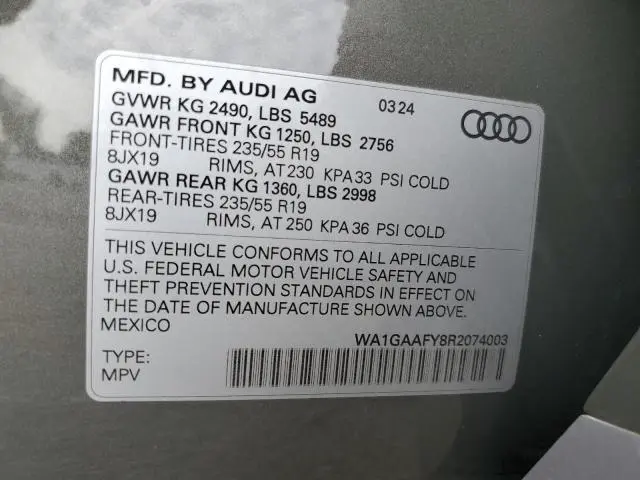 MFD. BY AUDI AG 03 24
GVWR KG 2490, LBS 5489
GAWR FRONT KG 1250, LBS 2756
FRONT-TIRES 235/55 R19
8JX19 RIMS, AT 230 KPA 33 PSI COLD
GAWR REAR KG 1360, LBS 2998
REAR-TIRES 235/55 R19
8JX19 RIMS, AT 250 KPA 36 PSI COLD
THIS VEHICLE CONFORMS TO ALL APPLICABLE
U.S. FEDERAL MOTOR VEHICLE SAFETY AND
THEFT PREVENTION STANDARDS IN EFFECT ON
THE DATE OF MANUFACTURE SHOWN ABOVE.
MEXICO
WA1GAAFY8R2074003
TYPE:
MPV